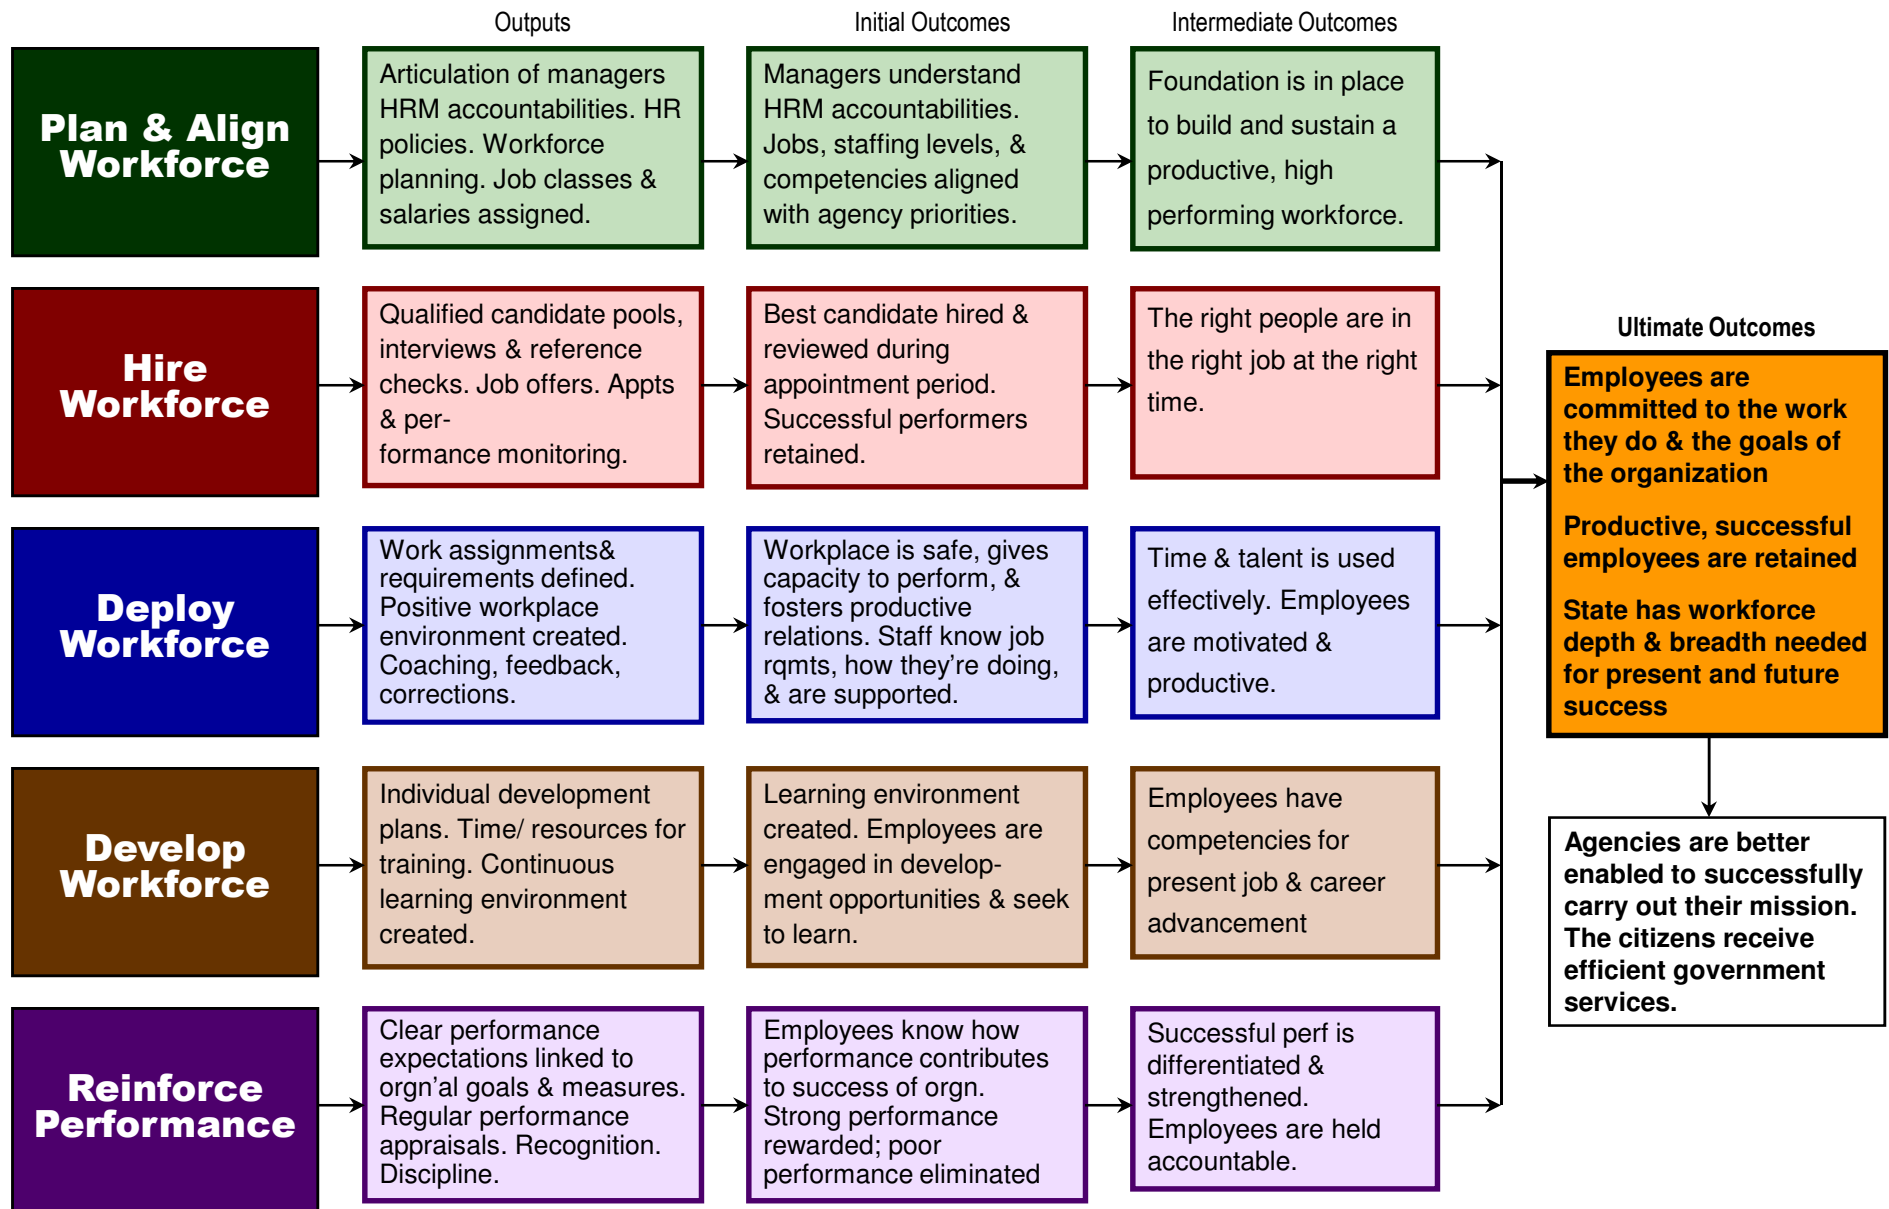 Outputs
Initial Outcomes
Intermediate Outcomes
Plan & Align
Workforce
Articulation of managers
HRM accountabilities. HR
policies. Workforce
planning. Job classes &
salaries assigned.
Managers understand
HRM accountabilities.
Jobs, staffing levels, &
competencies aligned
with agency priorities.
Foundation is in place
to build and sustain a
productive, high
performing workforce.
Hire
Workforce
Qualified candidate pools,
interviews & reference
checks. Job offers. Appts
& per-
formance monitoring.
Best candidate hired &
reviewed during
appointment period.
Successful performers
retained.
The right people are in
the right job at the right
time.
Deploy
Workforce
Work assignments&
requirements defined.
Positive workplace
environment created.
Coaching, feedback,
corrections.
Workplace is safe, gives
capacity to perform, &
fosters productive
relations. Staff know job
rqmts, how they’re doing,
& are supported.
Time & talent is used
effectively. Employees
are motivated &
productive.
Develop
Workforce
Individual development
plans. Time/ resources for
training. Continuous
learning environment
created.
Learning environment
created. Employees are
engaged in develop-
ment opportunities & seek
to learn.
Employees have
competencies for
present job & career
advancement
Reinforce
Performance
Clear performance
expectations linked to
orgn’al goals & measures.
Regular performance
appraisals. Recognition.
Discipline.
Employees know how
performance contributes
to success of orgn.
Strong performance
rewarded; poor
performance eliminated
Successful perf is
differentiated &
strengthened.
Employees are held
accountable.
Ultimate Outcomes
Employees are
committed to the work
they do & the goals of
the organization
Productive, successful
employees are retained
State has workforce
depth & breadth needed
for present and future
success
Agencies are better
enabled to successfully
carry out their mission.
The citizens receive
efficient government
services.